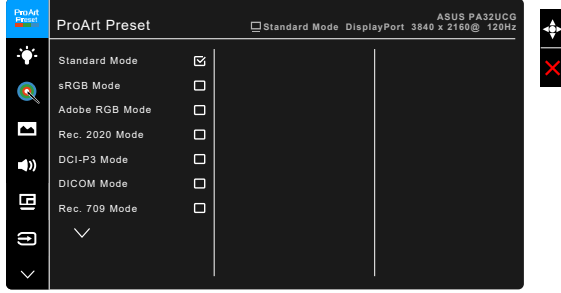 ProArt
Preset
ProArt Preset
Standard Mode DisplayPort 3840 x 2160@ 120Hz
ASUS PA32UCG
Standard Mode
sRGB Mode
Adobe RGB Mode
Rec. 2020 Mode
DCI-P3 Mode
DICOM Mode
Rec. 709 Mode